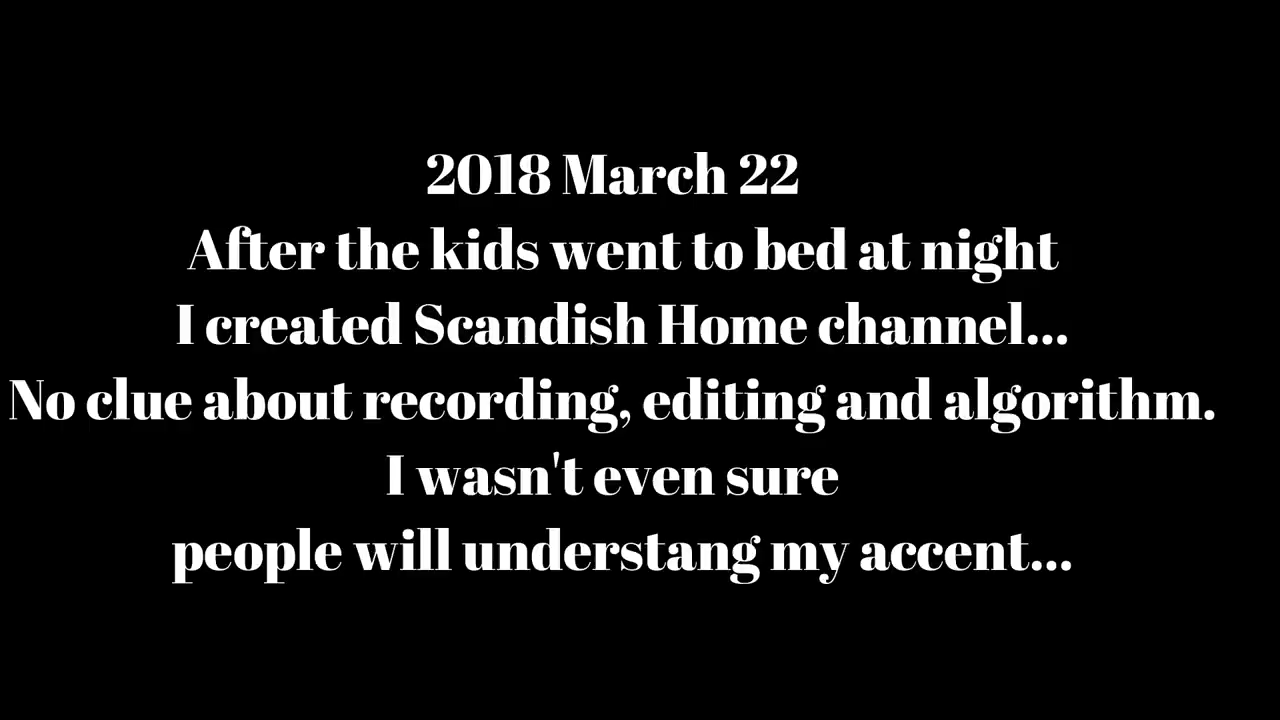 2018 March 22
After the kids went to bed at night
I created Scandish Home channel...
No clue about recording, editing and algorithm.
I wasn't even sure
people will understang my accent...